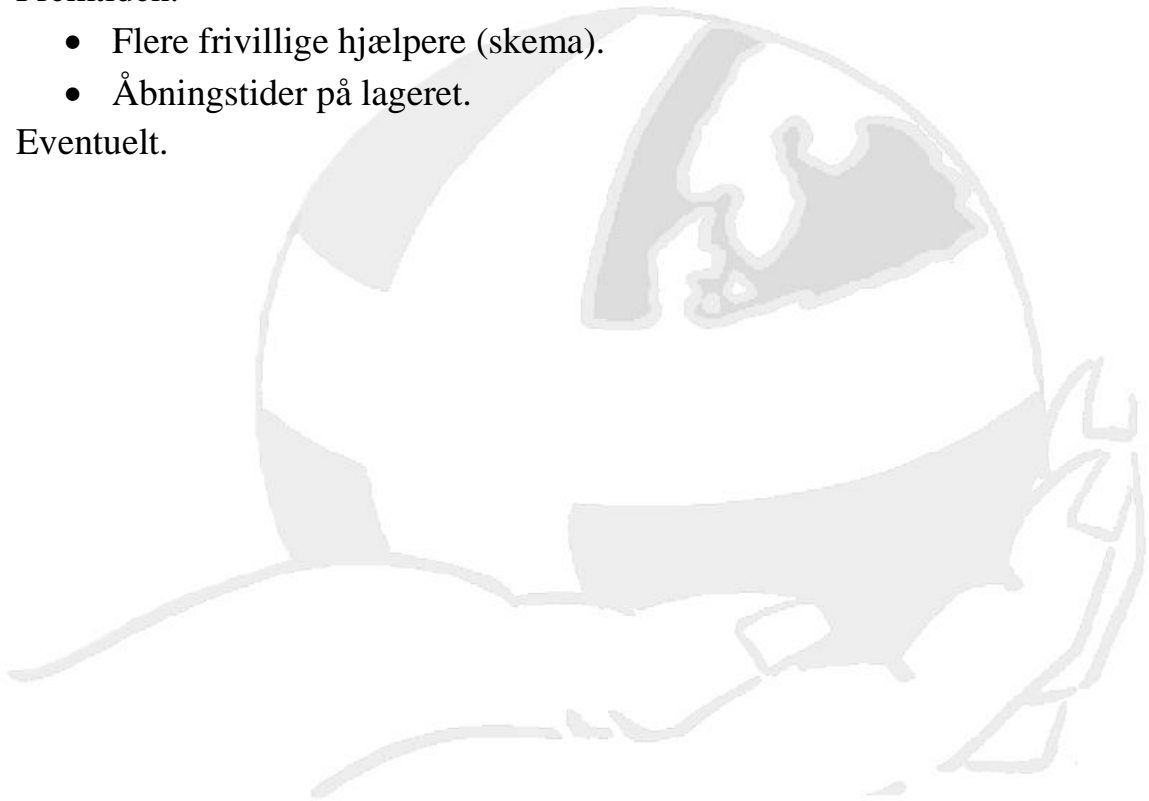 • Flere frivillige hjælpere (skema).
• Åbningstider på lageret.
Eventuelt.